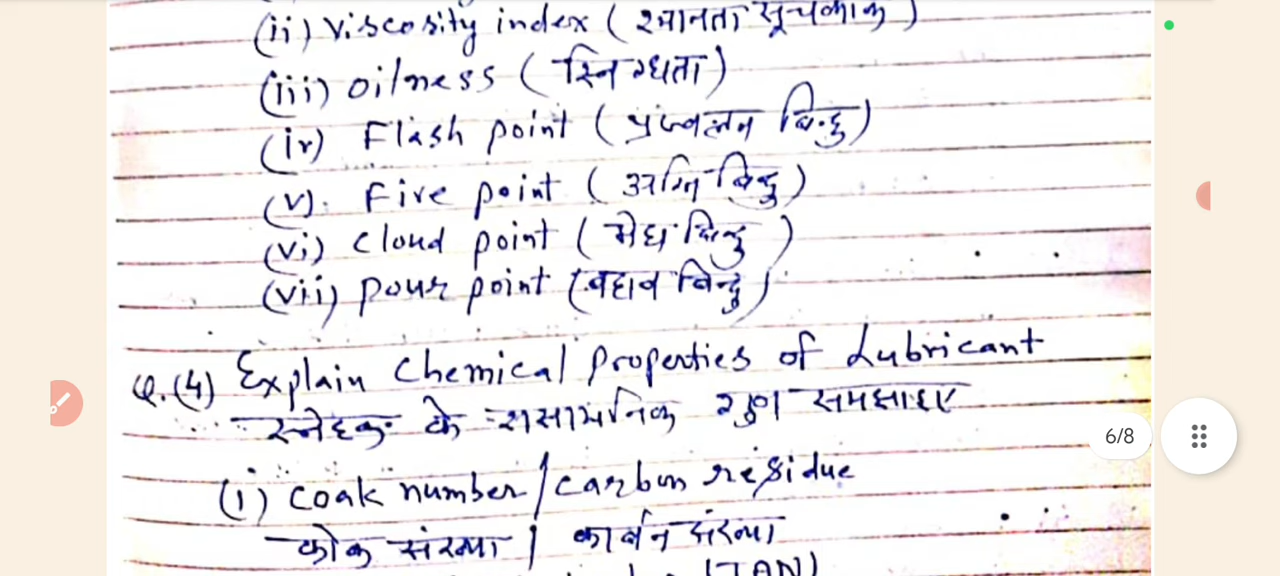 (ii) Viscosity index ( श्यानता सूचकांक )
(iii) oilness ( स्निग्धता)
(iv) Flash point ( प्रज्वलन बिन्दु)
(v). Fire point ( अग्नि बिन्दु)
(vi) cloud point ( मेघ बिन्दु )
(vii) pour point (बहाव बिन्दु)
Q.(4) Explain Chemical properties of Lubricant
स्नेहक के रासायनिक गुण समझाइए
(i) coak number / carbon residue
कोक संख्या / कार्बन संख्या
(TAN)
6/8